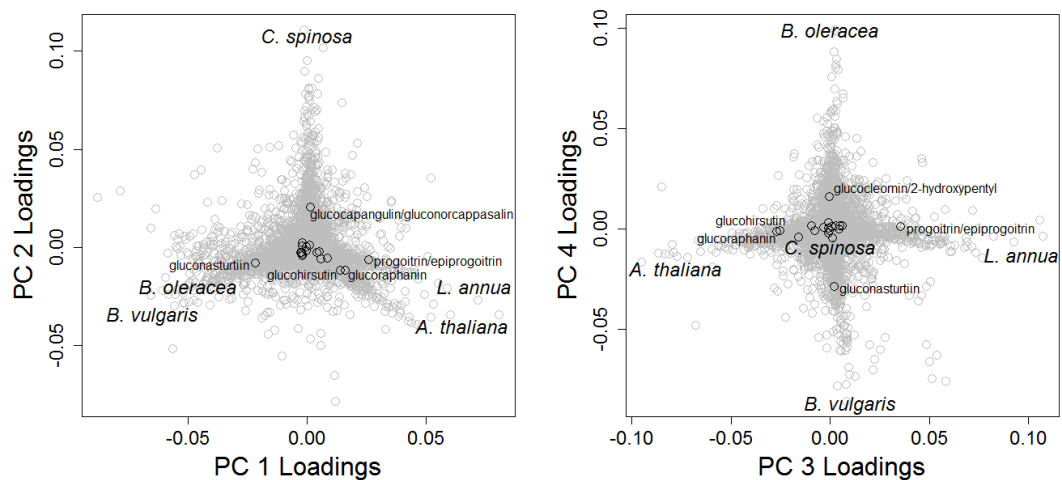 C. spinosa
0.10
0.05
0.00
-0.05
PC 2 Loadings
glucocapangulin/gluconorcappasalin
gluconasturtiin
glucohirsutin
glucoraphanin
progoitrin/epiprogoitrin
B. oleracea
L. annua
B. vulgaris
A. thaliana
-0.05
0.00
0.05
PC 1 Loadings
B. oleracea
0.10
0.05
0.00
-0.05
PC 4 Loadings
glucocleomin/2-hydroxypentyl
glucohirsutin
progoitrin/epiprogoitrin
glucoraphanin
C. spinosa
L. annua
A. thaliana
gluconasturtiin
B. vulgaris
-0.10
-0.05
0.00
0.05
0.10
PC 3 Loadings